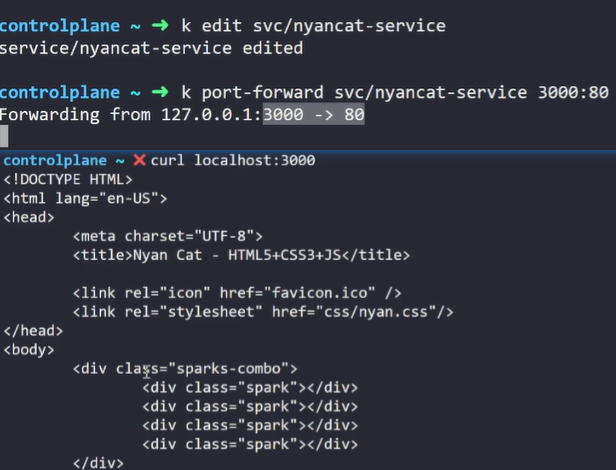 controlplane ~ ➜ k edit svc/nyancat-service
service/nyancat-service edited
controlplane ~ ➜ k port-forward svc/nyancat-service 3000:80
Forwarding from 127.0.0.1:3000 -> 80
controlplane ~ ✖ curl localhost:3000
<!DOCTYPE HTML>
<html lang="en-US">
<head>
<meta charset="UTF-8">
<title>Nyan Cat - HTML5+CSS3+JS</title>
<link rel="icon" href="favicon.ico" />
<link rel="stylesheet" href="css/nyan.css"/>
</head>
<body>
<div class="sparks-combo">
<div class="spark"></div>
<div class="spark"></div>
<div class="spark"></div>
<div class="spark"></div>
</div>